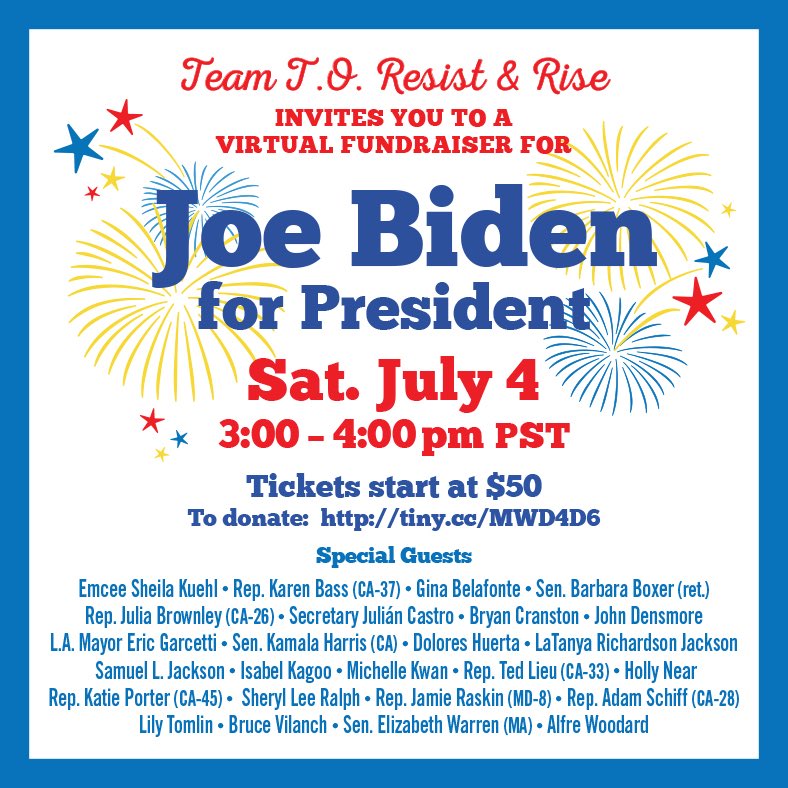 Team T.O. Resist & Rise
INVITES YOU TO A
VIRTUAL FUNDRAISER FOR
Joe Biden
for President
Sat. July 4
3:00 – 4:00 pm PST
Tickets start at $50
To donate: http://tiny.cc/MWD4D6
Special Guests
Emcee Sheila Kuehl • Rep. Karen Bass (CA-37) • Gina Belafonte • Sen. Barbara Boxer (ret.)
Rep. Julia Brownley (CA-26) • Secretary Julián Castro • Bryan Cranston • John Densmore
L.A. Mayor Eric Garcetti • Sen. Kamala Harris (CA) • Dolores Huerta • LaTanya Richardson Jackson
Samuel L. Jackson • Isabel Kagoo • Michelle Kwan • Rep. Ted Lieu (CA-33) • Holly Near
Rep. Katie Porter (CA-45) • Sheryl Lee Ralph • Rep. Jamie Raskin (MD-8) • Rep. Adam Schiff (CA-28)
Lily Tomlin • Bruce Vilanch • Sen. Elizabeth Warren (MA) • Alfre Woodard